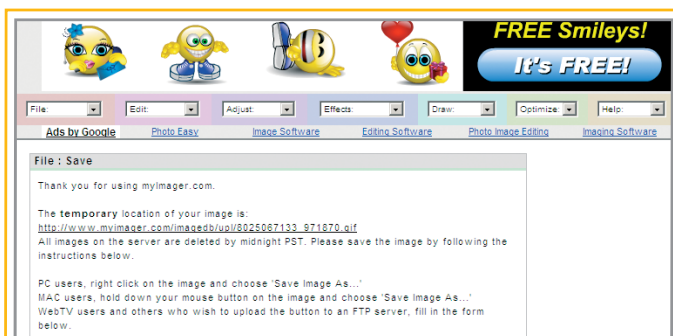 FREE Smileys!
It's FREE!
File: Edit: Adjust: Effects: Draw: Optimize: Help:
Ads by Google Photo Easy Image Software Editing Software Photo Image Editing Imaging Software
File : Save
Thank you for using myImager.com.
The temporary location of your image is:
http://www.myimager.com/imagedb/upl/8025067133_971870.gif
All images on the server are deleted by midnight PST. Please save the image by following the
instructions below.
PC users, right click on the image and choose 'Save Image As...'
MAC users, hold down your mouse button on the image and choose 'Save Image As...'
WebTV users and others who wish to upload the button to an FTP server, fill in the form
below.